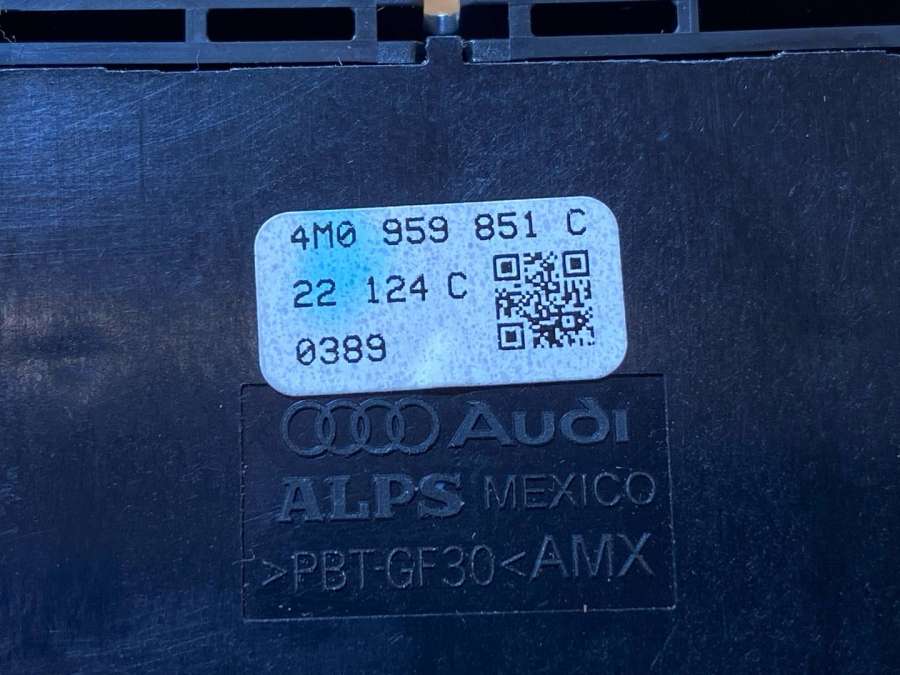 4M0 959 851 C
22 124 C
0389
Audi
ALPS MEXICO
>PBT-GF30<AMX